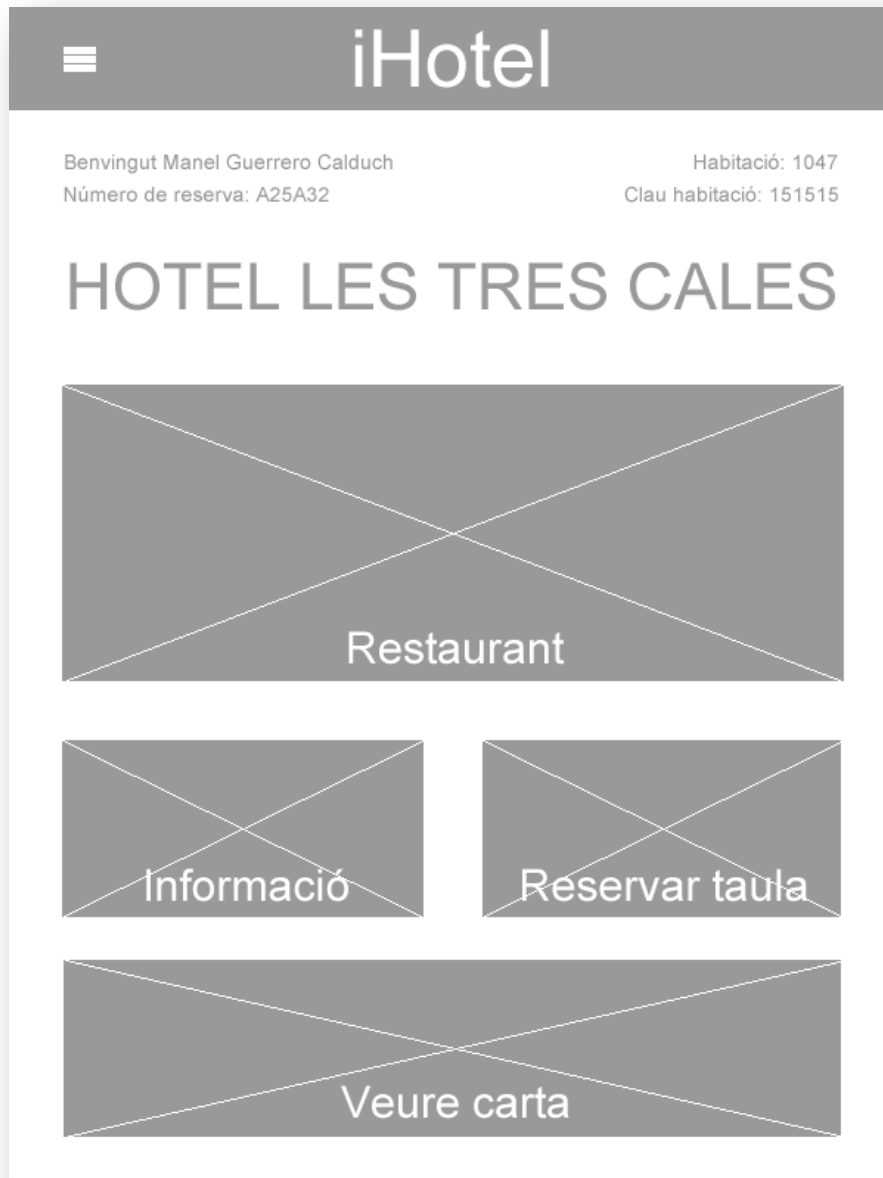 iHotel
Benvingut Manel Guerrero Calduch
Habitació: 1047
Número de reserva: A25A32
Clau habitació: 151515
HOTEL LES TRES CALES
Restaurant
Informació
Reservar taula
Veure carta